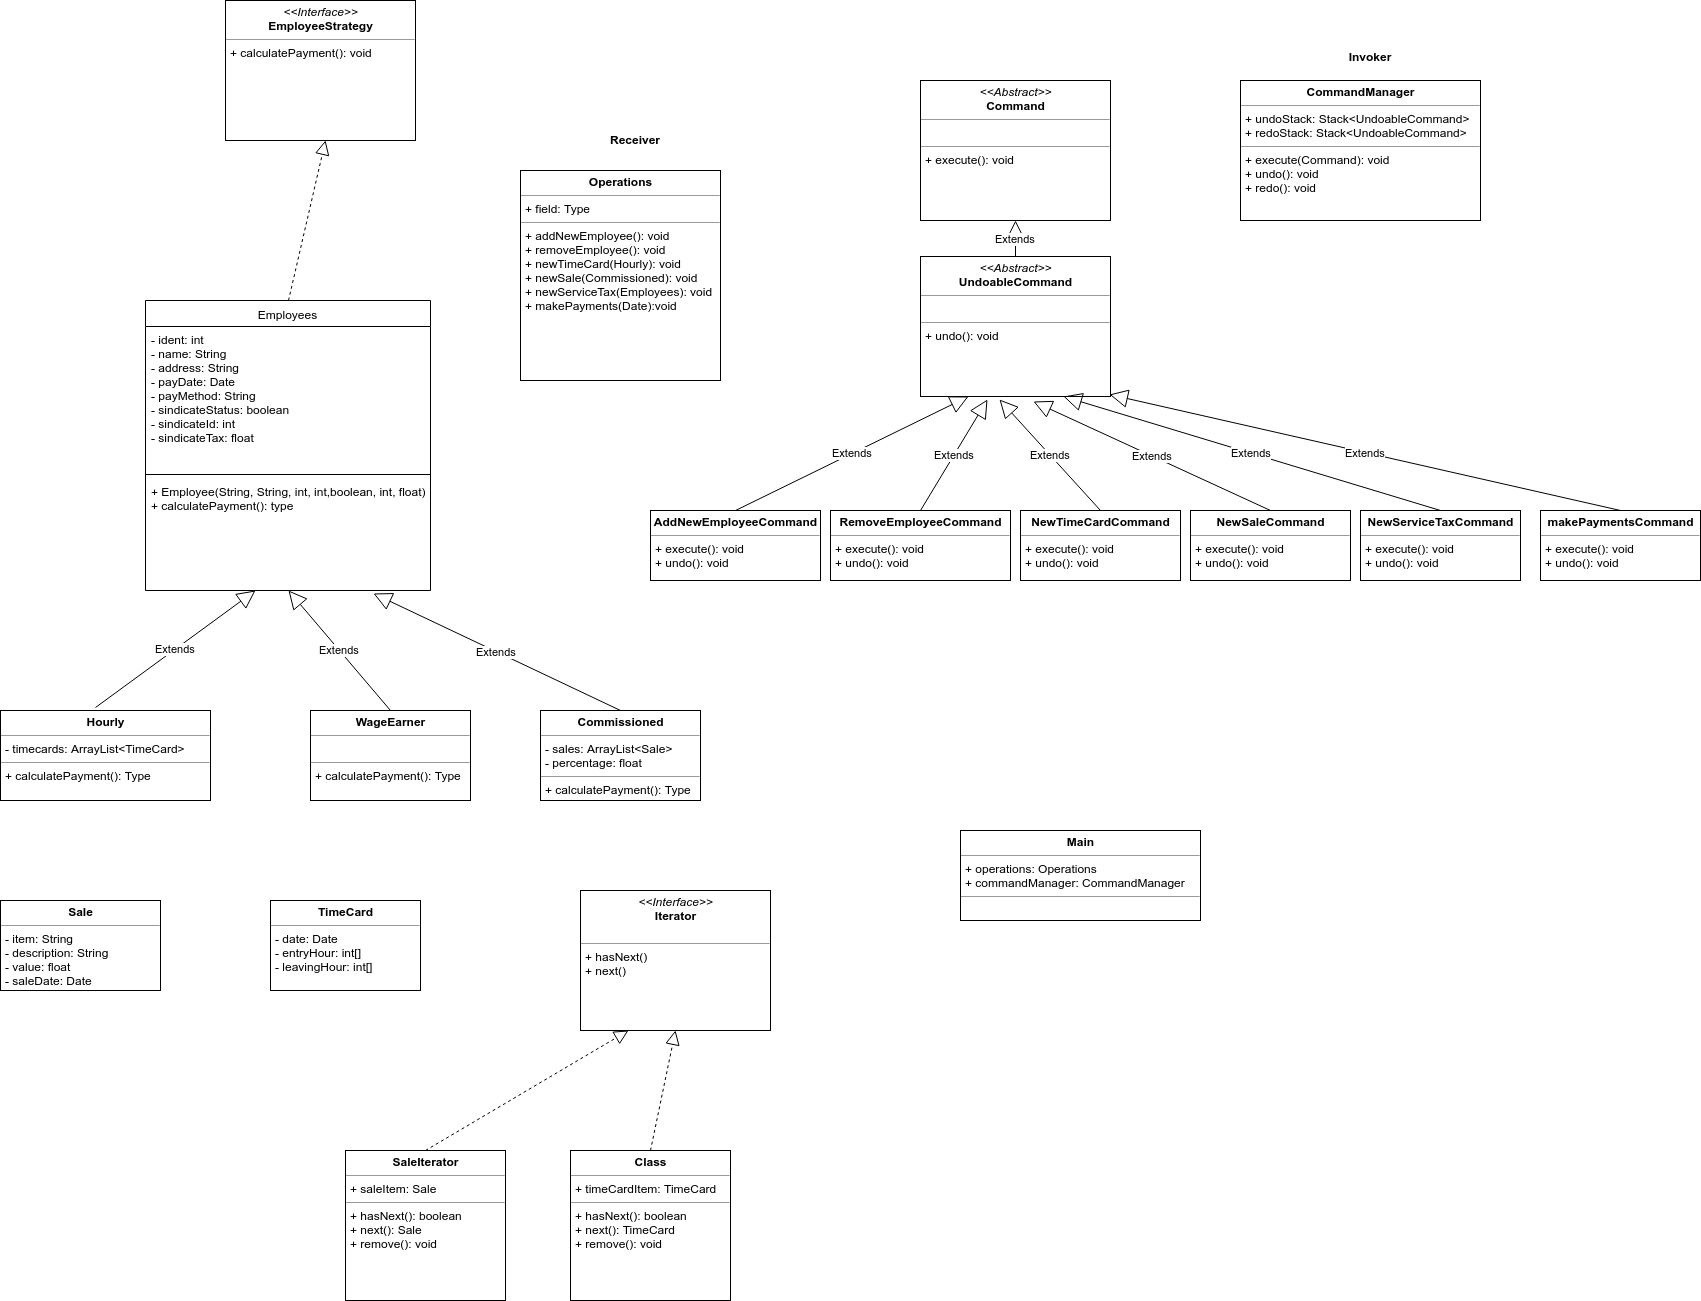 <<Interface>>
EmployeeStrategy
+ calculatePayment(): void
Receiver
Operations
+ field: Type
+ addNewEmployee(): void
+ removeEmployee(): void
+ newTimeCard(Hourly): void
+ newSale(Commissioned): void
+ newServiceTax(Employees): void
+ makePayments(Date):void
<<Abstract>>
Command
+ execute(): void
Extends
<<Abstract>>
UndoableCommand
+ undo(): void
Invoker
CommandManager
+ undoStack: Stack<UndoableCommand>
+ redoStack: Stack<UndoableCommand>
+ execute(Command): void
+ undo(): void
+ redo(): void
Extends
Extends
Extends
Extends
Extends
Extends
AddNewEmployeeCommand
+ execute(): void
+ undo(): void
RemoveEmployeeCommand
+ execute(): void
+ undo(): void
NewTimeCardCommand
+ execute(): void
+ undo(): void
NewSaleCommand
+ execute(): void
+ undo(): void
NewServiceTaxCommand
+ execute(): void
+ undo(): void
makePaymentsCommand
+ execute(): void
+ undo(): void
Employees
- ident: int
- name: String
- address: String
- payDate: Date
- payMethod: String
- sindicateStatus: boolean
- sindicateId: int
- sindicateTax: float
+ Employee(String, String, int, int,boolean, int, float)
+ calculatePayment(): type
Extends
Extends
Extends
Hourly
- timecards: ArrayList<TimeCard>
+ calculatePayment(): Type
WageEarner
+ calculatePayment(): Type
Commissioned
- sales: ArrayList<Sale>
- percentage: float
+ calculatePayment(): Type
Main
+ operations: Operations
+ commandManager: CommandManager
Sale
- item: String
- description: String
- value: float
- saleDate: Date
TimeCard
- date: Date
- entryHour: int[]
- leavingHour: int[]
<<Interface>>
Iterator
+ hasNext()
+ next()
SaleIterator
+ saleItem: Sale
+ hasNext(): boolean
+ next(): Sale
+ remove(): void
Class
+ timeCardItem: TimeCard
+ hasNext(): boolean
+ next(): TimeCard
+ remove(): void